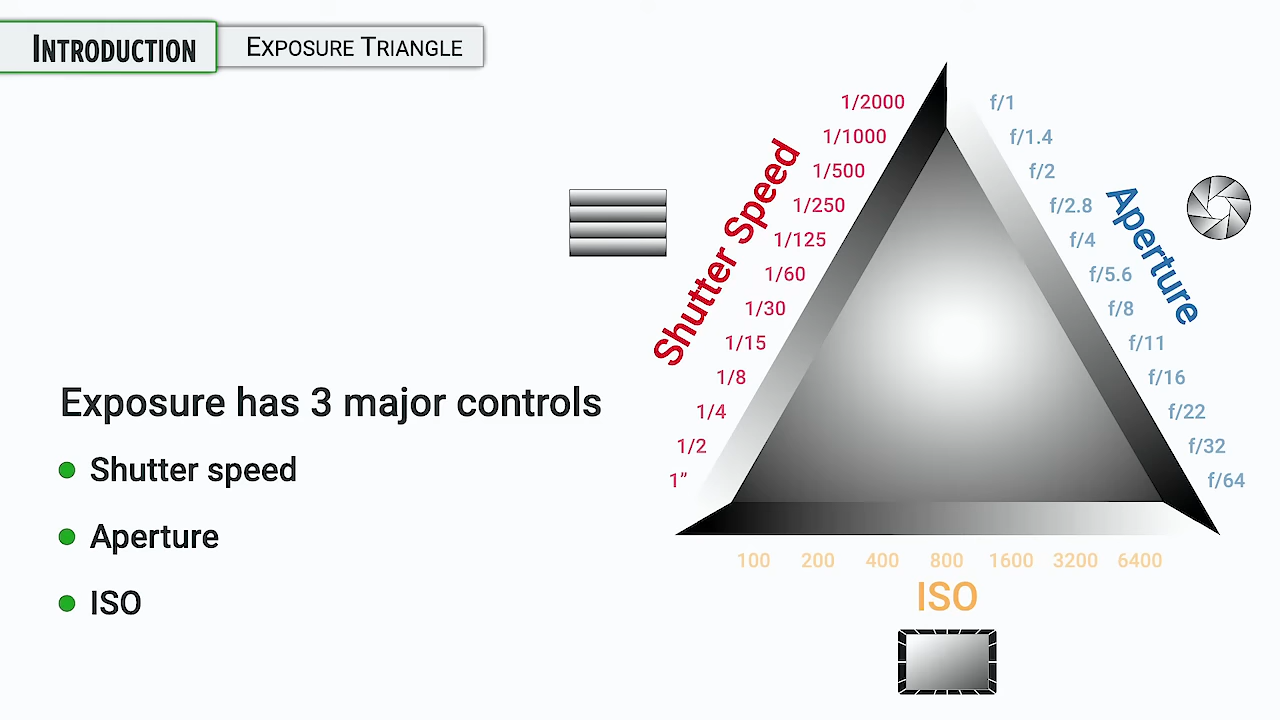 INTRODUCTION
EXPOSURE TRIANGLE
Exposure has 3 major controls
Shutter speed
Aperture
ISO
Shutter Speed
1/2000
1/1000
1/500
1/250
1/125
1/60
1/30
1/15
1/8
1/4
1/2
1”
f/1
f/1.4
f/2
f/2.8
f/4
f/5.6
f/8
f/11
f/16
f/22
f/32
f/64
Aperture
100 200 400 800 1600 3200 6400
ISO